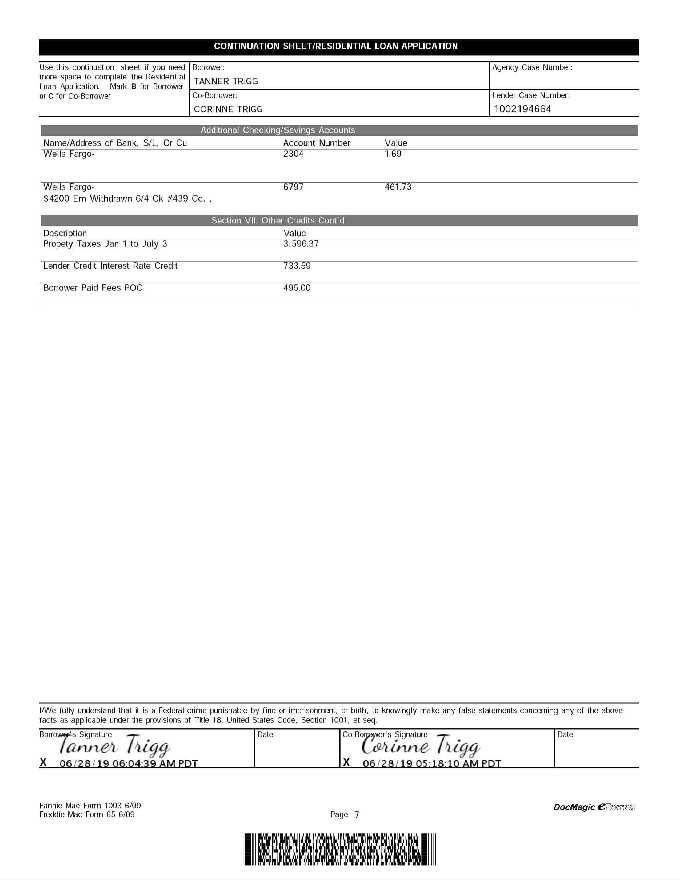 CONTINUATION SHEET/RESIDENTIAL LOAN APPLICATION
Use this continuation sheet if you need more space to complete the Residential Loan Application. Mark B for Borrower or C for Co-Borrower.
Borrower:
TANNER TRIGG
Agency Case Number:
Co-Borrower:
CORINNE TRIGG
Lender Case Number:
1002194664
Additional Checking/Savings Accounts
Name/Address of Bank, S/L, Or Cu Account Number Value
Wells Fargo- 2304 1.69
Wells Fargo- 6797 461.73
$4200 Em Withdrawn 6/4 Ck #439
Section VII. Other Credits Cont'd
Description Value
Propety Taxes Jan 1 to July 3 3,596.37
Lender Credit Interest Rate Credit 733.59
Borrower Paid Fees POC 495.00
I/We fully understand that it is a Federal crime punishable by fine or imprisonment, or both, to knowingly make any false statements concerning any of the above
facts as applicable under the provisions of Title 18, United States Code, Section 1001, et seq.
Borrower's Signature Date Co-Borrower's Signature Date
Tanner Trigg Corinne Trigg
X 06/28/19 06:04:39 AM PDT X 06/28/19 05:18:10 AM PDT
Fannie Mae Form 1003 6/09
Freddie Mac Form 65 6/09
Page 7
DocMagic